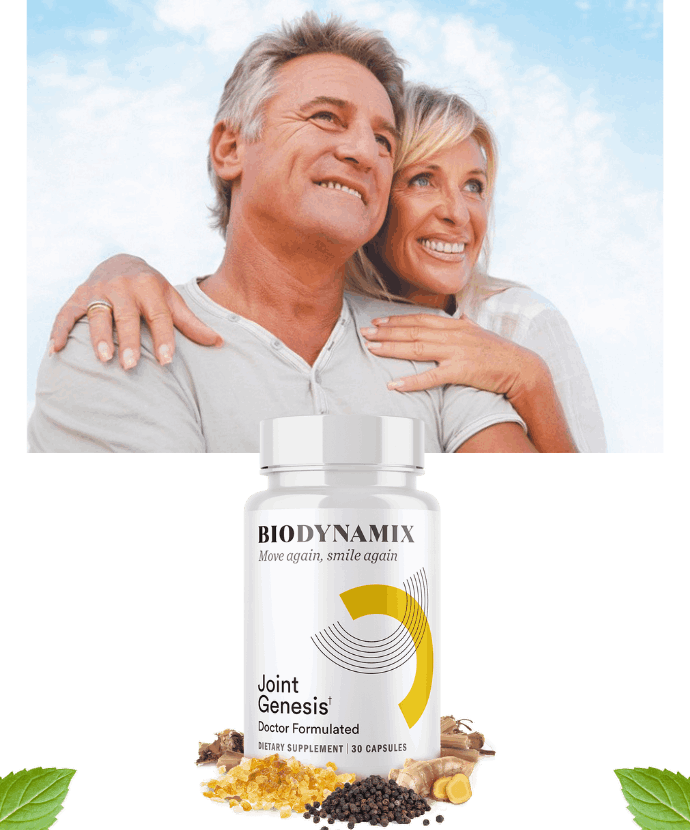 BIODYNAMIX
Move again, smile again
Joint
Genesis†
Doctor Formulated
DIETARY SUPPLEMENT | 30 CAPSULES